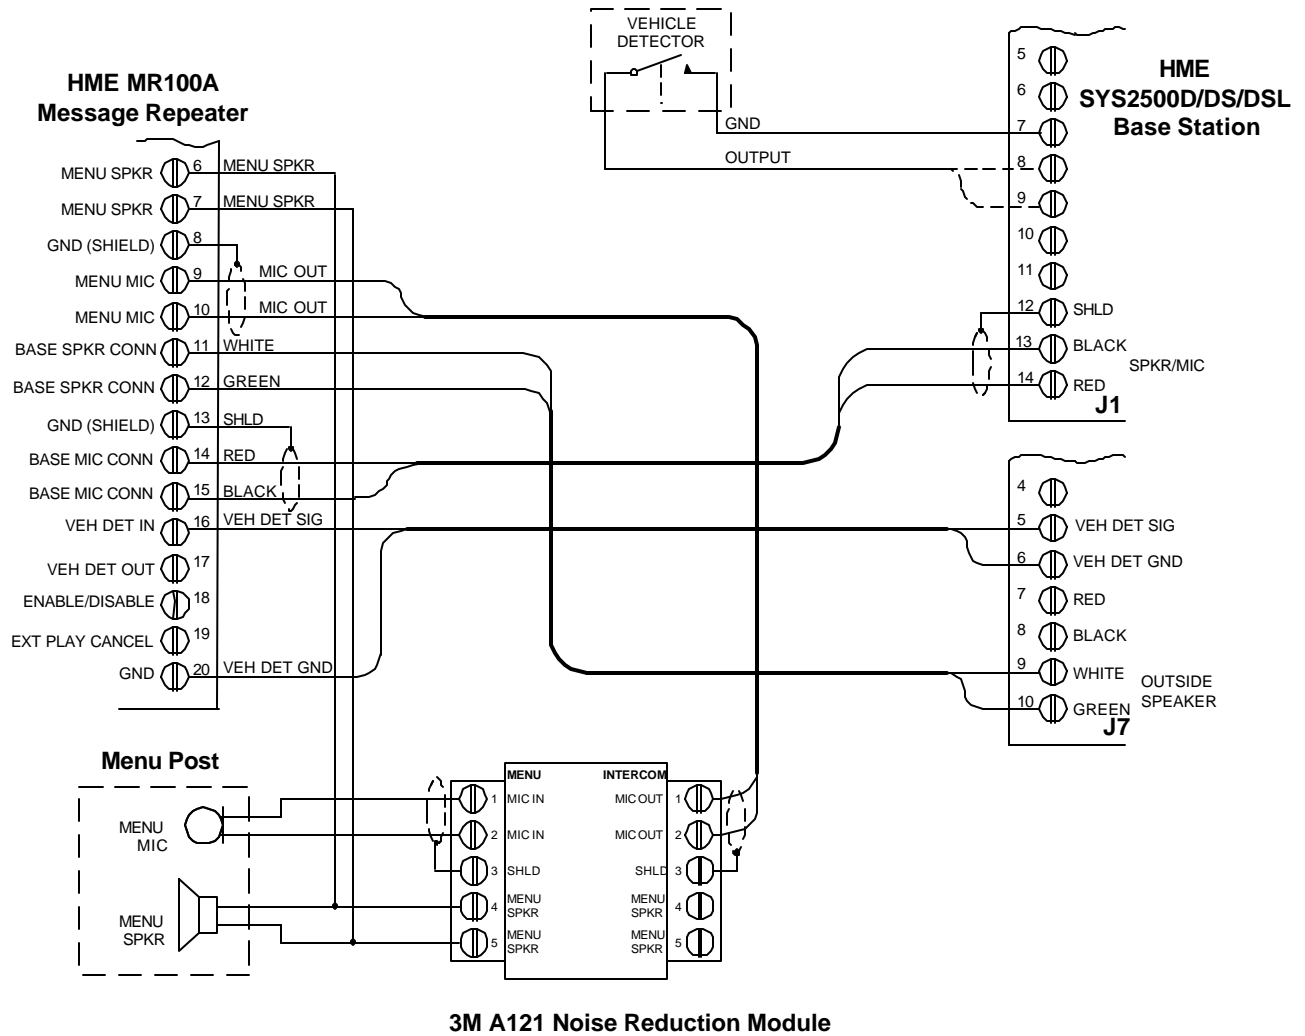 VEHICLE
DETECTOR
GND
OUTPUT
HME MR100A
Message Repeater
MENU SPKR 6 MENU SPKR
MENU SPKR 7 MENU SPKR
GND (SHIELD) 8
MENU MIC 9 MIC OUT
MENU MIC 10 MIC OUT
BASE SPKR CONN 11 WHITE
BASE SPKR CONN 12 GREEN
GND (SHIELD) 13 SHLD
BASE MIC CONN 14 RED
BASE MIC CONN 15 BLACK
VEH DET IN 16 VEH DET SIG
VEH DET OUT 17
ENABLE/DISABLE 18
EXT PLAY CANCEL 19
GND 20 VEH DET GND
HME
SYS2500D/DS/DSL
Base Station
5
6
7
8
9
10
11
12 SHLD
13 BLACK
SPKR/MIC
14 RED
J1
4
5 VEH DET SIG
6 VEH DET GND
7 RED
8 BLACK
9 WHITE
OUTSIDE
SPEAKER
10 GREEN
J7
Menu Post
MENU
MIC
MENU
SPKR
MENU INTERCOM
1 MIC IN MIC OUT 1
2 MIC IN MIC OUT 2
3 SHLD SHLD 3
4 MENU
SPKR MENU
SPKR 4
5 MENU
SPKR MENU
SPKR 5
3M A121 Noise Reduction Module